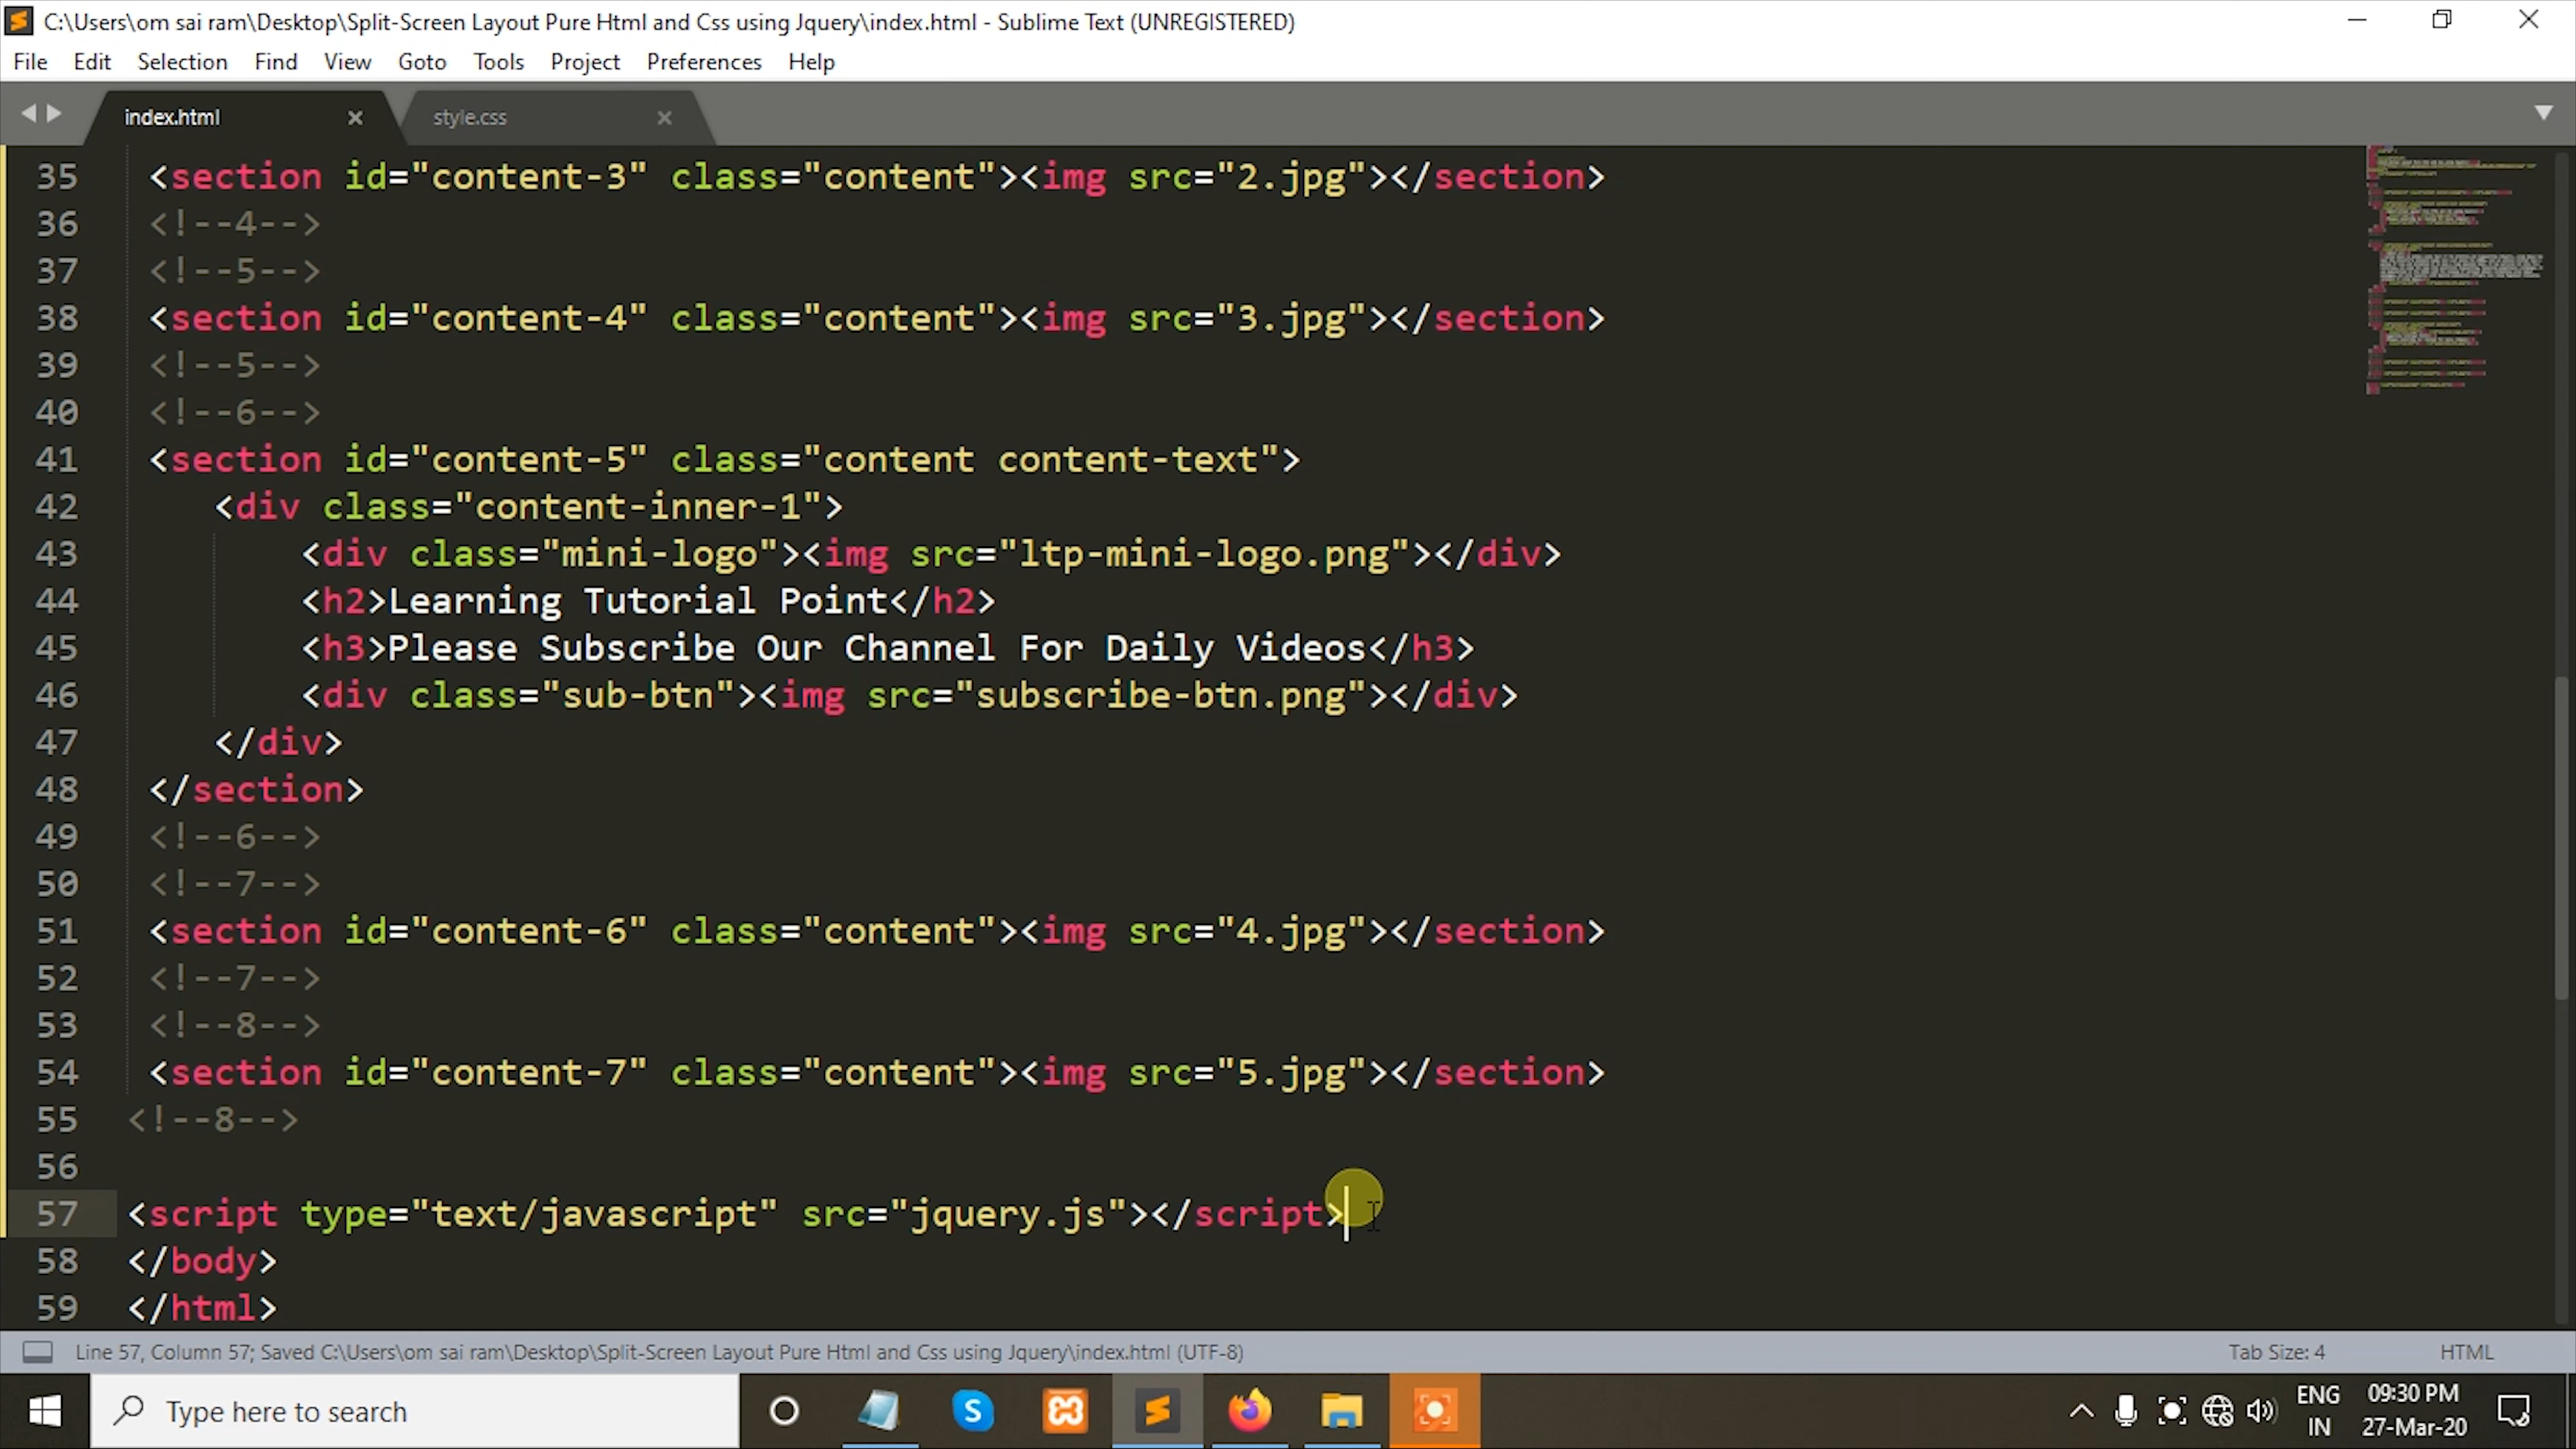 C:\Users\om sai ram\Desktop\Split-Screen Layout Pure Html and Css using Jquery\index.html - Sublime Text (UNREGISTERED)
File Edit Selection Find View Goto Tools Project Preferences Help
index.html × style.css ×
35 <section id="content-3" class="content"><img src="2.jpg"></section>
36 <!--4-->
37 <!--5-->
38 <section id="content-4" class="content"><img src="3.jpg"></section>
39 <!--5-->
40 <!--6-->
41 <section id="content-5" class="content content-text">
42 <div class="content-inner-1">
43 <div class="mini-logo"><img src="ltp-mini-logo.png"></div>
44 <h2>Learning Tutorial Point</h2>
45 <h3>Please Subscribe Our Channel For Daily Videos</h3>
46 <div class="sub-btn"><img src="subscribe-btn.png"></div>
47 </div>
48 </section>
49 <!--6-->
50 <!--7-->
51 <section id="content-6" class="content"><img src="4.jpg"></section>
52 <!--7-->
53 <!--8-->
54 <section id="content-7" class="content"><img src="5.jpg"></section>
55 <!--8-->
56
57 <script type="text/javascript" src="jquery.js"></script>
58 </body>
59 </html>
Line 57, Column 57; Saved C:\Users\om sai ram\Desktop\Split-Screen Layout Pure Html and Css using Jquery\index.html (UTF-8) Tab Size: 4 HTML
Type here to search
ENG 09:30 PM
IN 27-Mar-20